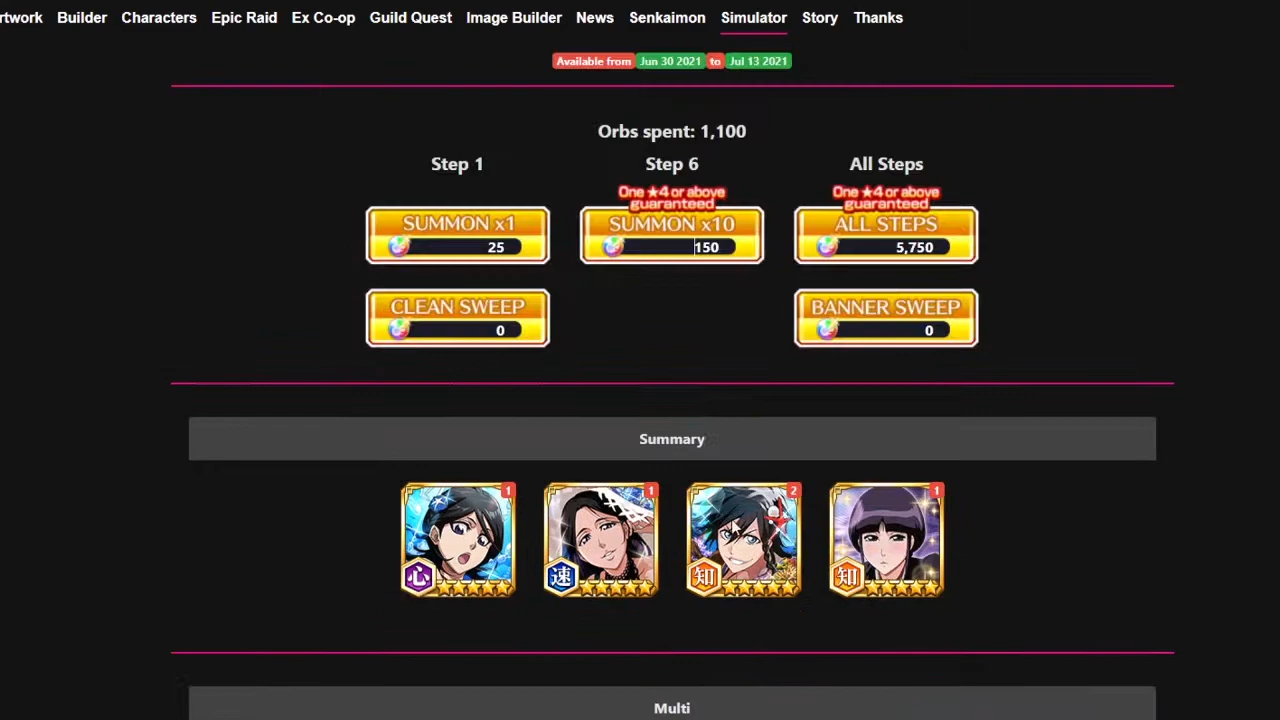 rtwork Builder Characters Epic Raid Ex Co-op Guild Quest Image Builder News Senkaimon Simulator Story Thanks
Available from Jun 30 2021 to Jul 13 2021
Orbs spent: 1,100
Step 1
Step 6
All Steps
One ★4 or above
guaranteed
One ★4 or above
guaranteed
SUMMON x1
SUMMON x10
ALL STEPS
25
150
5,750
CLEAN SWEEP
BANNER SWEEP
0
0
Summary
1
1
2
1
心
速
知
知
Multi